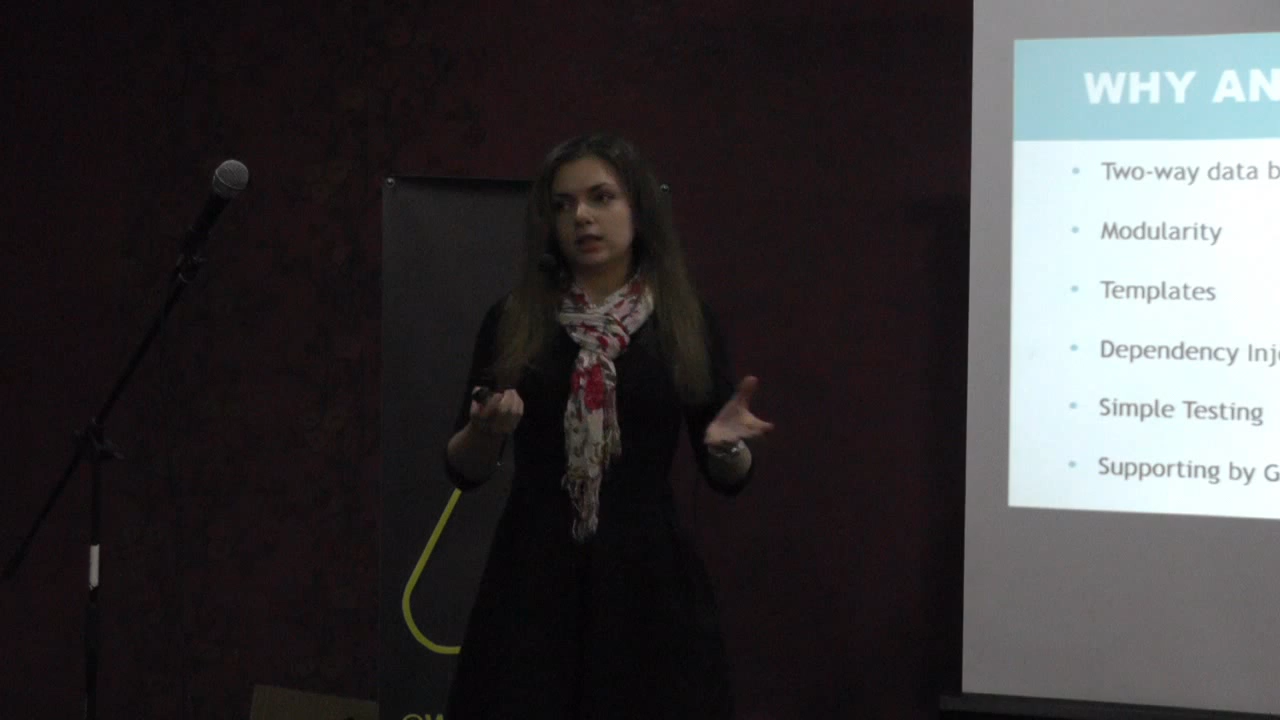 WHY AN
Two-way data b
Modularity
Templates
Dependency Inj
Simple Testing
Supporting by G
@W